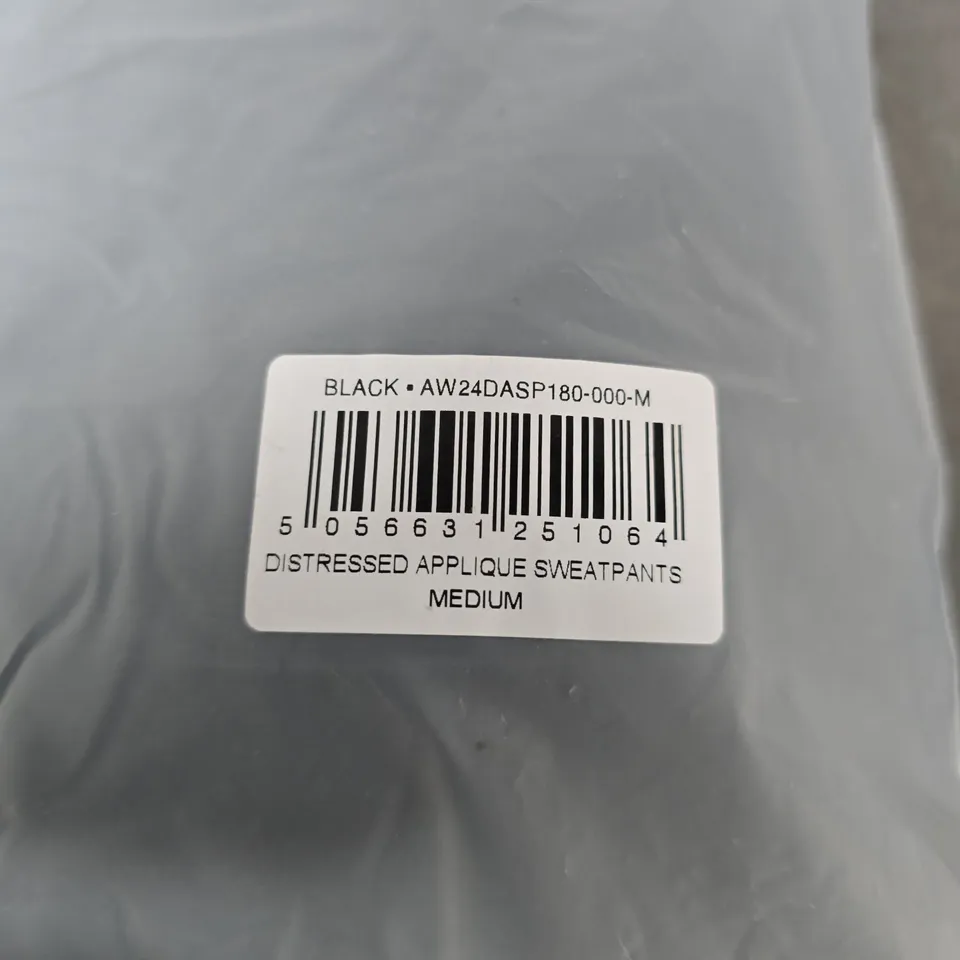 BLACK • AW24DASP180-000-M
5 056631 251064
DISTRESSED APPLIQUE SWEATPANTS
MEDIUM